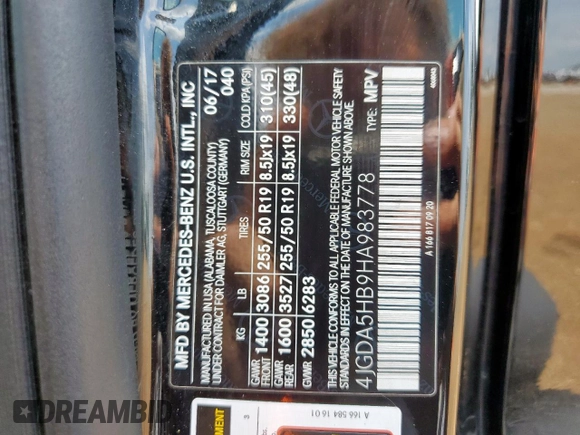 MFG BY MERCEDES-BENZ U.S. INTL., INC
MADE IN USA (ALABAMA, TUSCALOOSA COUNTY)
UNDER CONTRACT FOR DAIMLER AG, STUTTGART (GERMANY)
06/17
040
KG LB TIRES RIM SIZE COLD KPA(PSI)
GAWR FRONT 1400 3086 255/50 R19 8.5Jx19 310(45)
GAWR REAR 1600 3527 255/50 R19 8.5Jx19 330(48)
GVWR 2850 6283
THIS VEHICLE CONFORMS TO ALL APPLICABLE FEDERAL MOTOR VEHICLE SAFETY
STANDARDS IN EFFECT ON THE DATE OF MANUFACTURE SHOWN ABOVE.
4JGDA5HB9HA983778 TYPE: MPV
A 166 817 09 20
A 166 584 16 01
DREAMBID